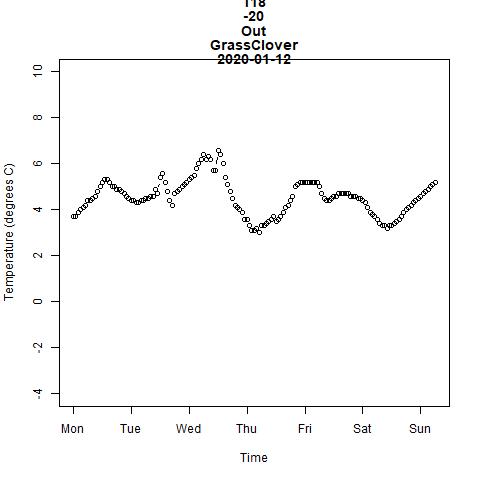 118
-20
Out
GrassClover
2020-01-12
10
8
6
4
2
0
-2
-4
Temperature (degrees C)
Mon Tue Wed Thu Fri Sat Sun
Time